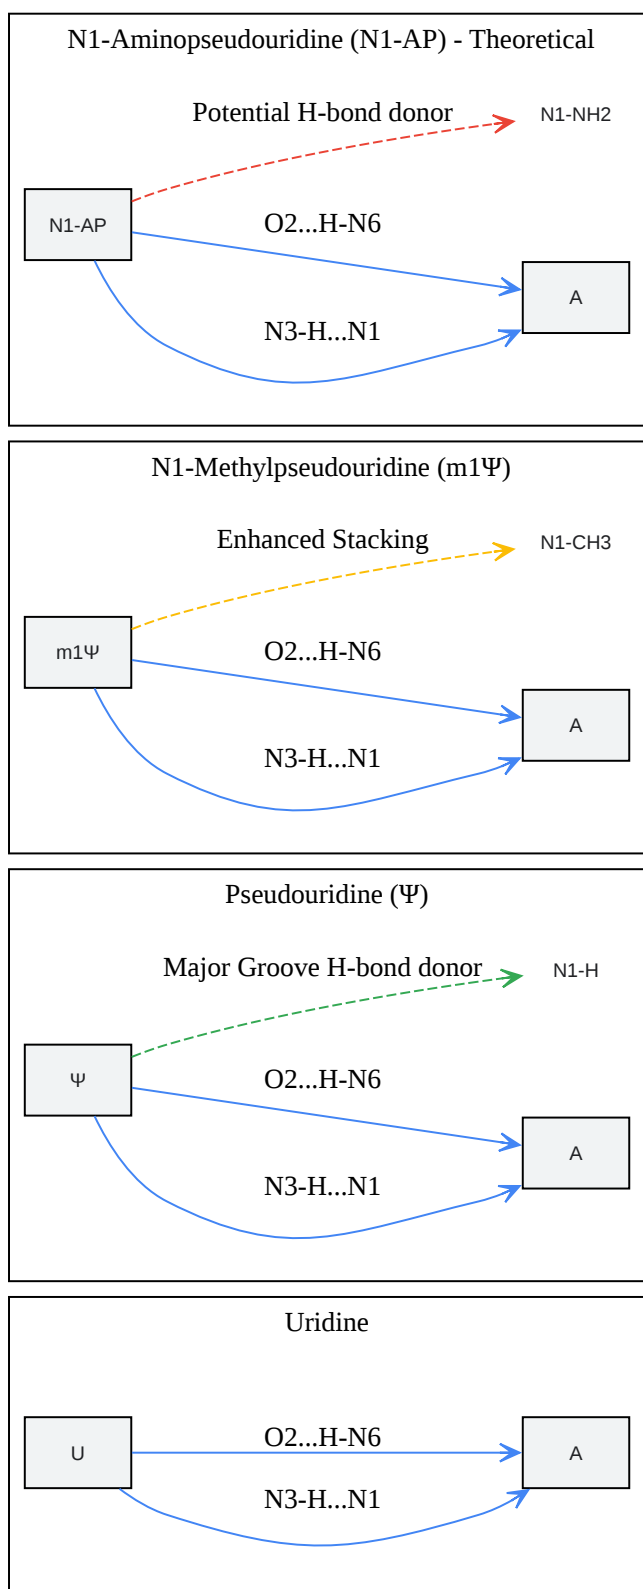 N1-Aminopseudouridine (N1-AP) - Theoretical
Potential H-bond donor
N1-NH2
N1-AP
O2...H-N6
A
N3-H...N1
N1-Methylpseudouridine (m1Ψ)
Enhanced Stacking
N1-CH3
m1Ψ
O2...H-N6
A
N3-H...N1
Pseudouridine (Ψ)
Major Groove H-bond donor
N1-H
Ψ
O2...H-N6
A
N3-H...N1
Uridine
U
O2...H-N6
A
N3-H...N1